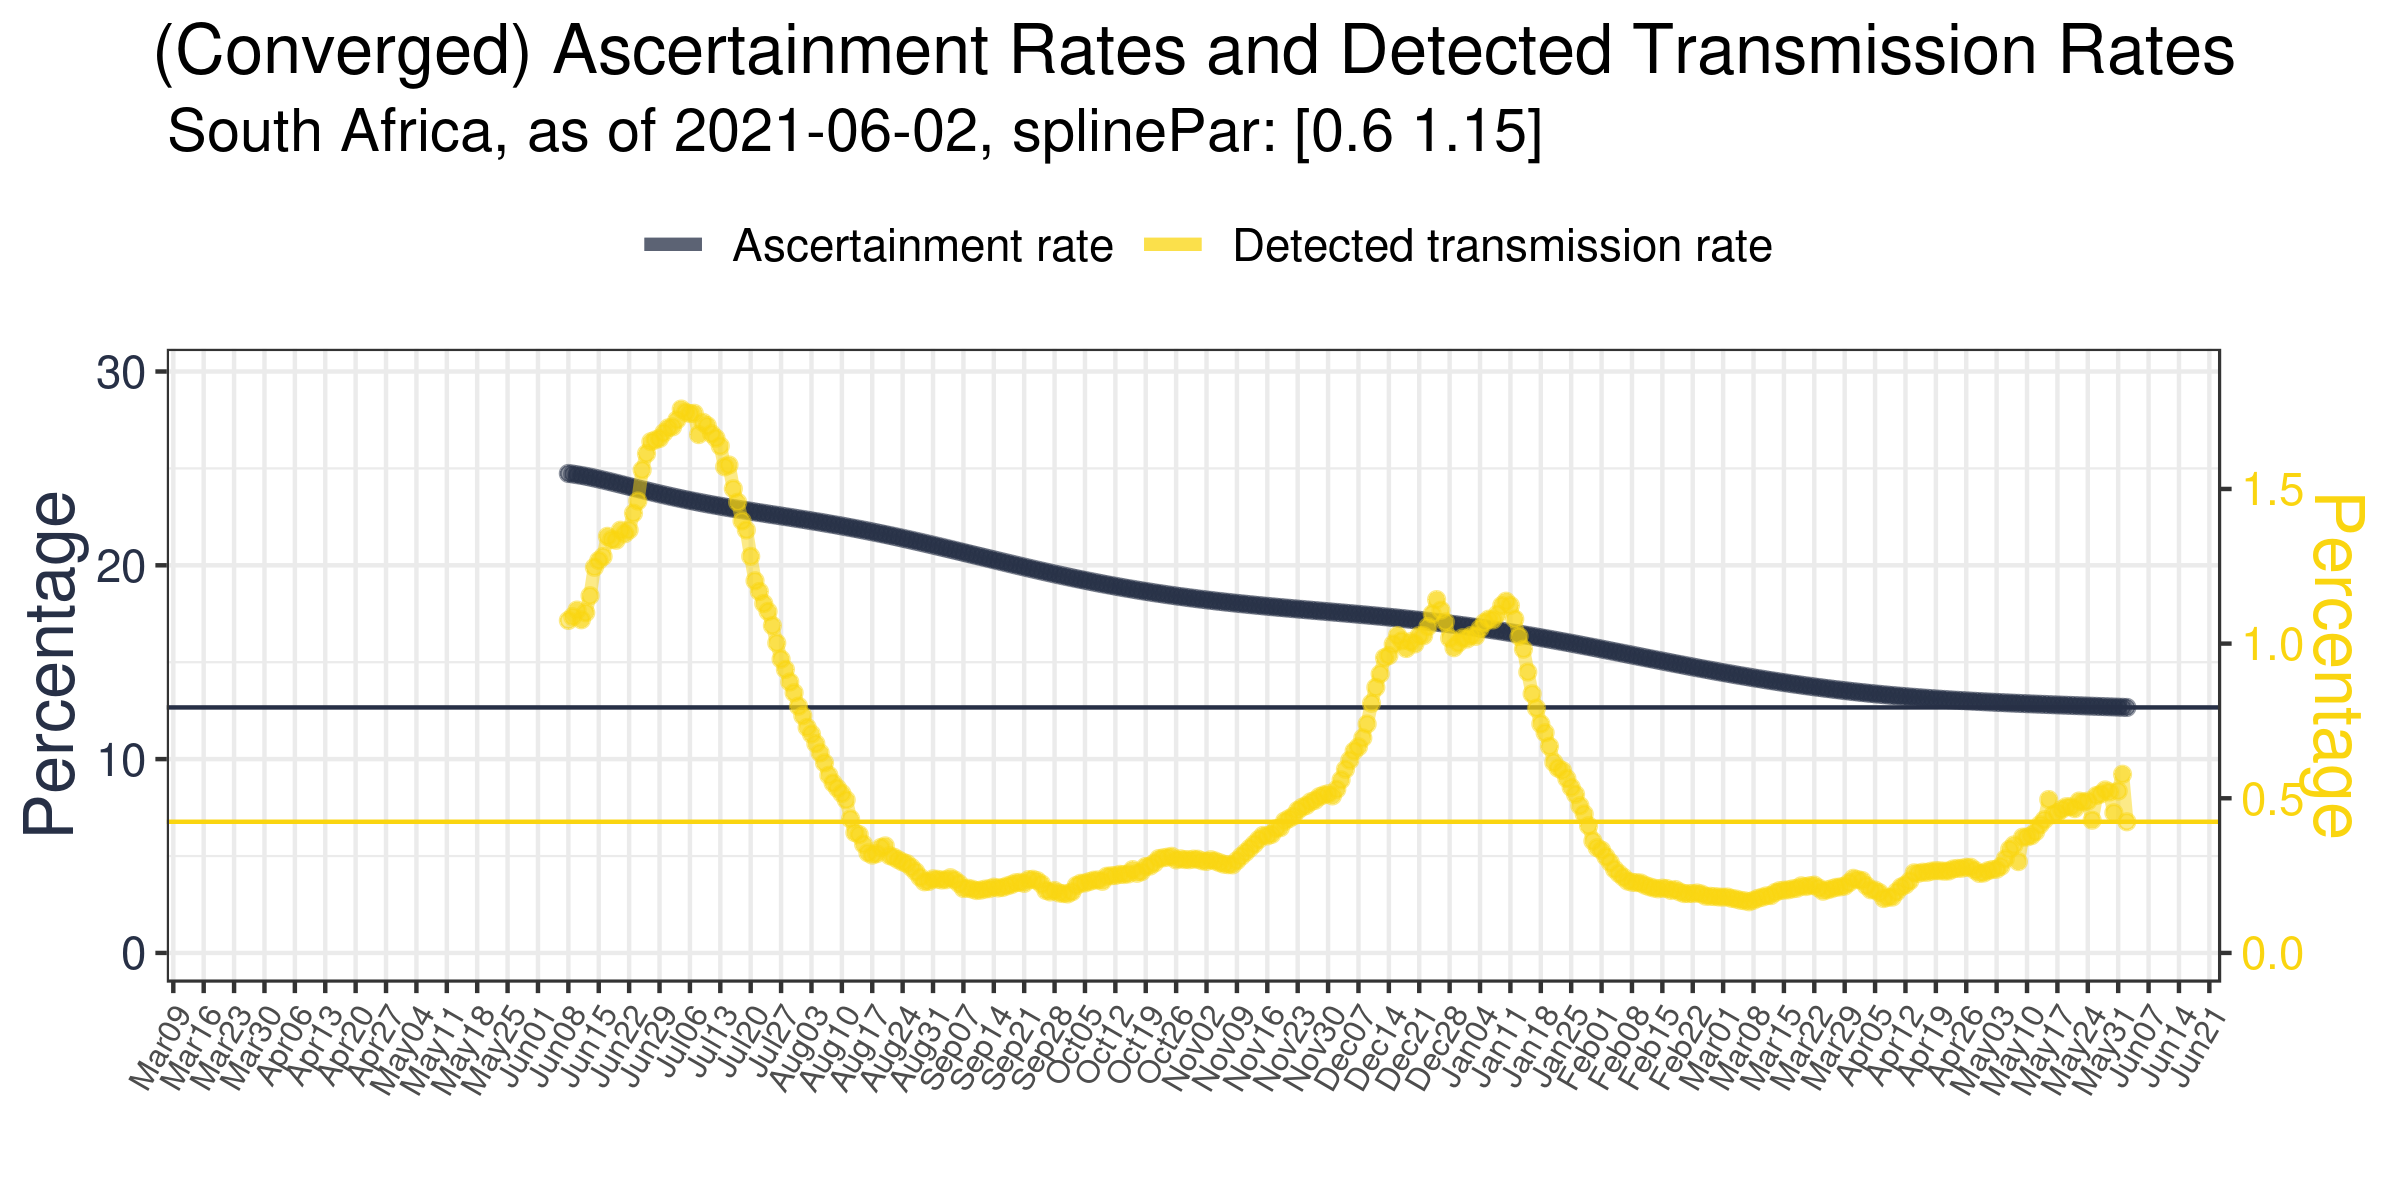 (Converged) Ascertainment Rates and Detected Transmission Rates
South Africa, as of 2021-06-02, splinePar: [0.6 1.15]
Ascertainment rate
Detected transmission rate
Percentage
30
20
10
0
1.5
1.0
0.5
0.0
Percentage
Mar09
Mar16
Mar23
Mar30
Apr06
Apr13
Apr20
Apr27
May04
May11
May18
May25
Jun01
Jun08
Jun15
Jun22
Jun29
Jul06
Jul13
Jul20
Jul27
Aug03
Aug10
Aug17
Aug24
Aug31
Sep07
Sep14
Sep21
Sep28
Oct05
Oct12
Oct19
Oct26
Nov02
Nov09
Nov16
Nov23
Nov30
Dec07
Dec14
Dec21
Dec28
Jan04
Jan11
Jan18
Jan25
Feb01
Feb08
Feb15
Feb22
Mar01
Mar08
Mar15
Mar22
Mar29
Apr05
Apr12
Apr19
Apr26
May03
May10
May17
May24
May31
Jun07
Jun14
Jun21